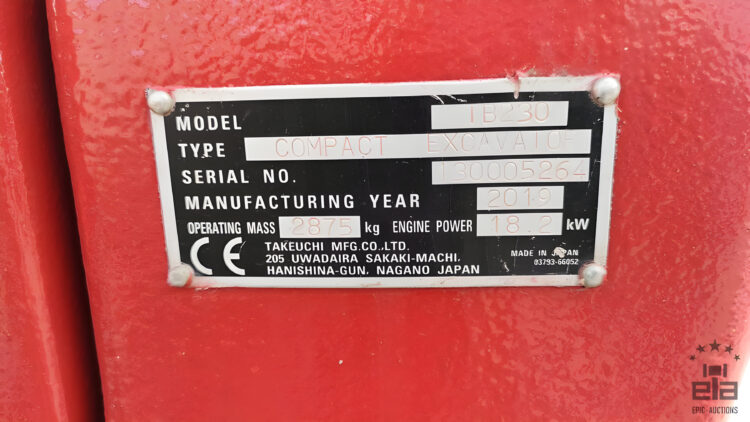 MODEL TB230
TYPE COMPACT EXCAVATOR
SERIAL NO. 130005264
MANUFACTURING YEAR 2019
OPERATING MASS 2875 kg ENGINE POWER 18.2 kW
CE TAKEUCHI MFG.CO.,LTD.
205 UWADAIRA SAKAKI-MACHI,
HANISHINA-GUN, NAGANO JAPAN
MADE IN JAPAN
03793-66052
eta
EPIC-AUCTIONS